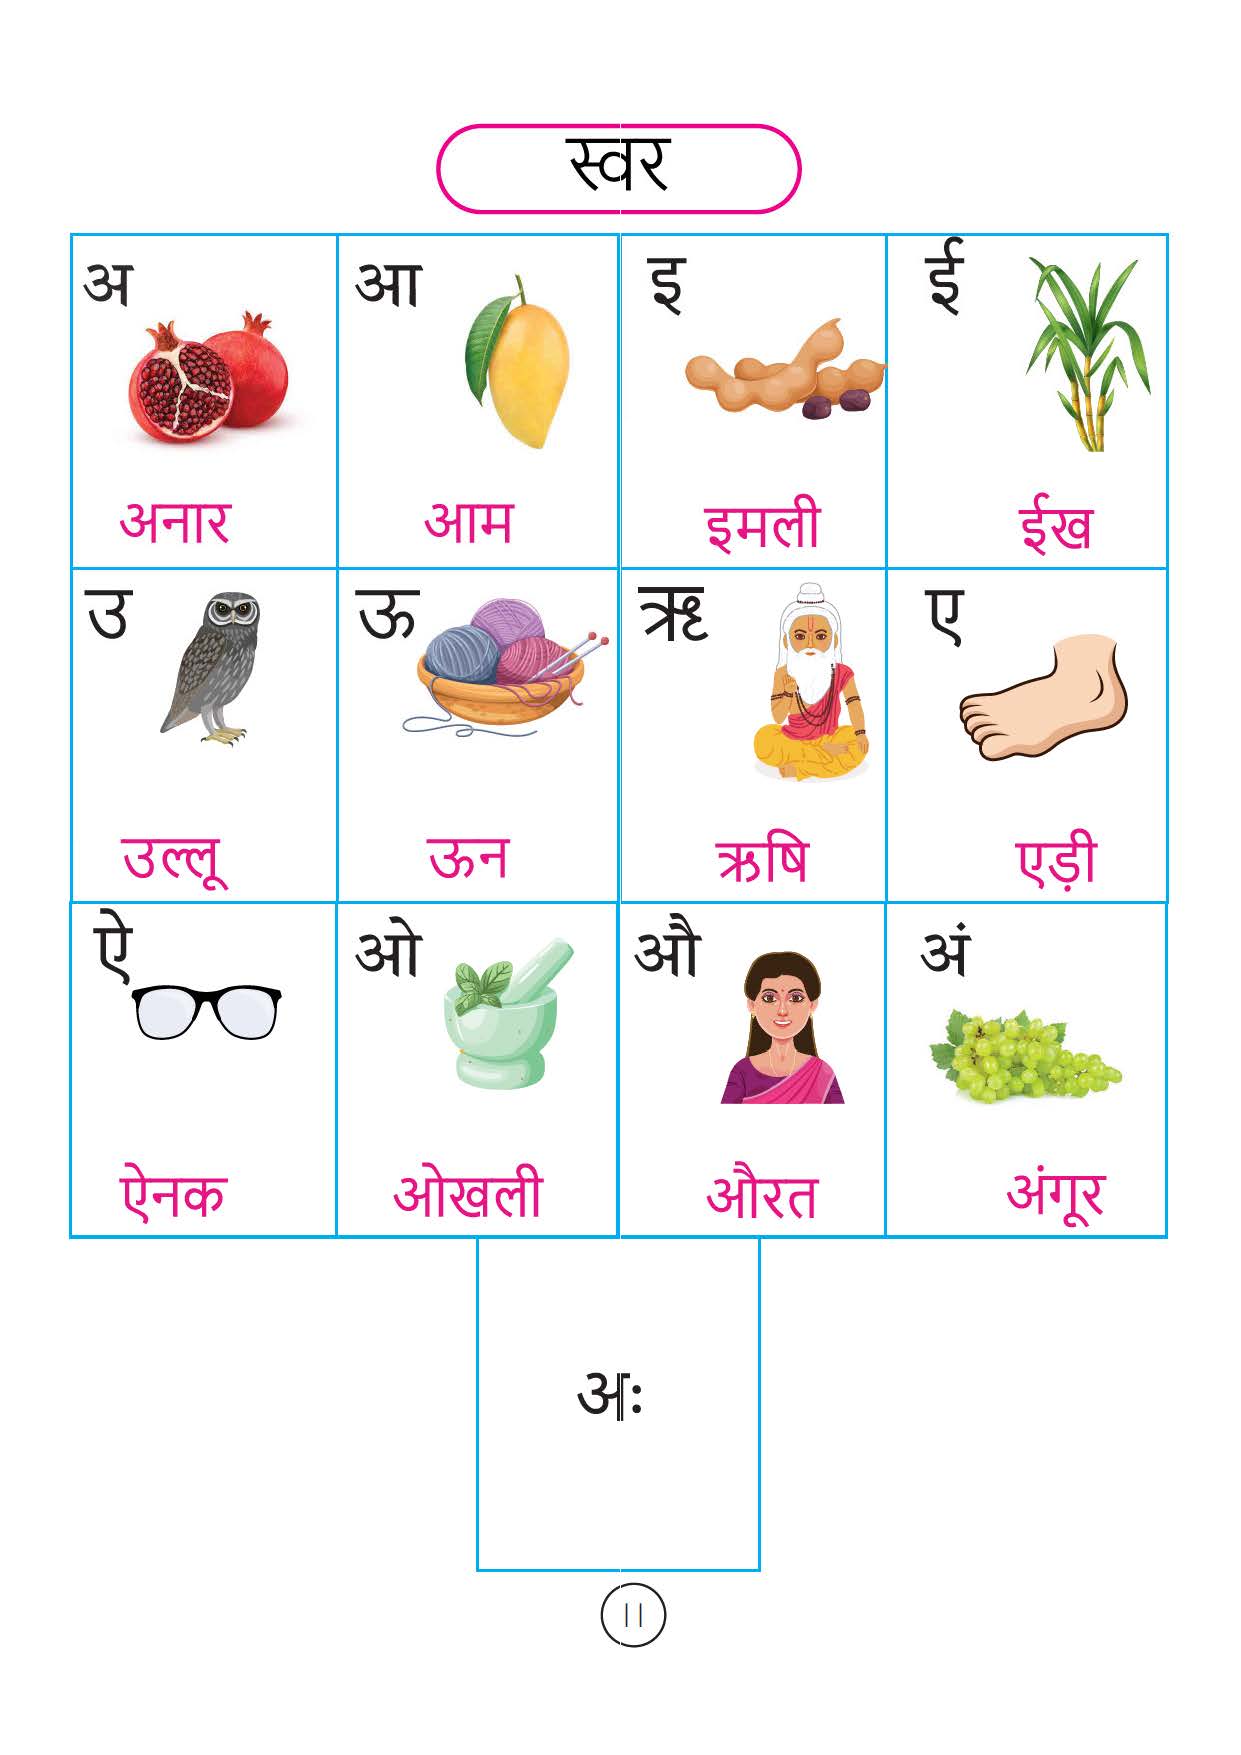 स्वर
अ आ इ ई
अनार आम इमली ईख
उ ऊ ऋ ए
उल्लू ऊन ऋषि एड़ी
ऐ ओ औ अं
ऐनक ओखली औरत अंगूर
अः
11